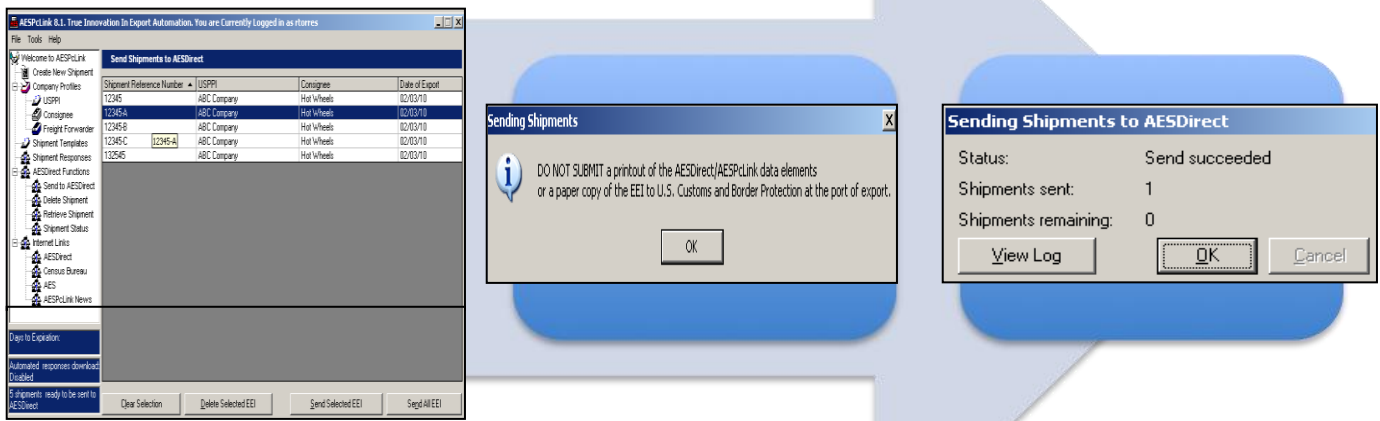 AESPcLink 8.1. True Innovation In Export Automation. You are Currently Logged in as rtorres
File Tools Help
Welcome to AESPcLink
Create New Shipment
Company Profiles
USPPI
Consignee
Freight Forwarder
Shipment Templates
Shipment Responses
AESDirect Functions
Send to AESDirect
Delete Shipment
Retrieve Shipment
Shipment Status
Internet Links
AESDirect
Census Bureau
AES
AESPcLink News
Days to Expiration:
Automated responses download:
Disabled
5 shipments ready to be sent to
AESDirect
Send Shipments to AESDirect
Shipment Reference Number USPPI Consignee Date of Export
12345 ABC Company Hot Wheels 02/03/10
12345-A ABC Company Hot Wheels 02/03/10
12345-B ABC Company Hot Wheels 02/03/10
12345-C 12345-A ABC Company Hot Wheels 02/03/10
132545 ABC Company Hot Wheels 02/03/10
Clear Selection Delete Selected EEI Send Selected EEI Send All EEI
Sending Shipments X
DO NOT SUBMIT a printout of the AESDirect/AESPcLink data elements
or a paper copy of the EEI to U.S. Customs and Border Protection at the port of export.
OK
Sending Shipments to AESDirect
Status: Send succeeded
Shipments sent: 1
Shipments remaining: 0
View Log OK Cancel